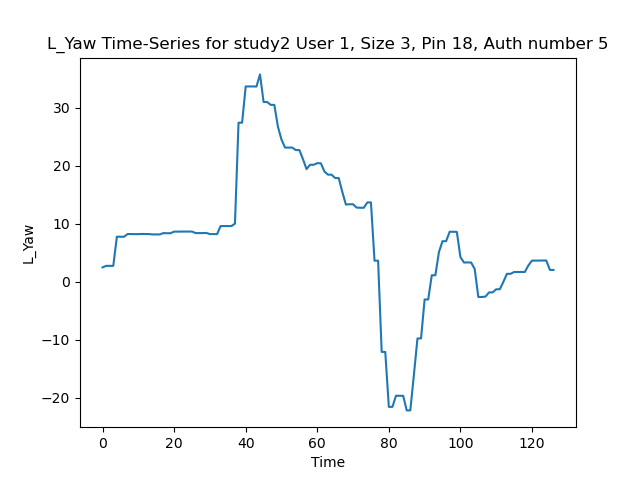 L_Yaw Time-Series for study2 User 1, Size 3, Pin 18, Auth number 5
30
20
10
0
−10
−20
L_Yaw
0 20 40 60 80 100 120
Time